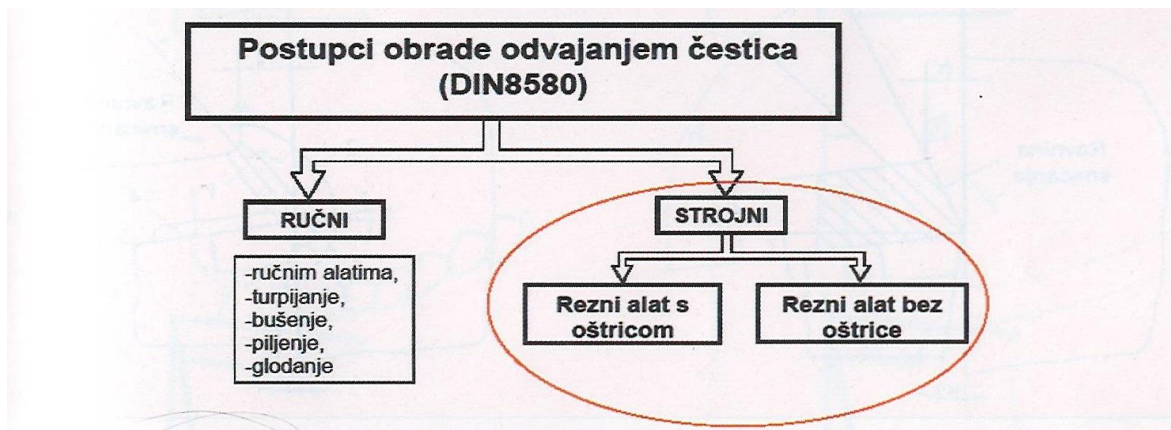 Postupci obrade odvajanjem čestica
(DIN8580)
RUČNI
-ručnim alatima,
-turpijanje,
-bušenje,
-piljenje,
-glodanje
STROJNI
Rezni alat s
oštricom
Rezni alat bez
oštrice